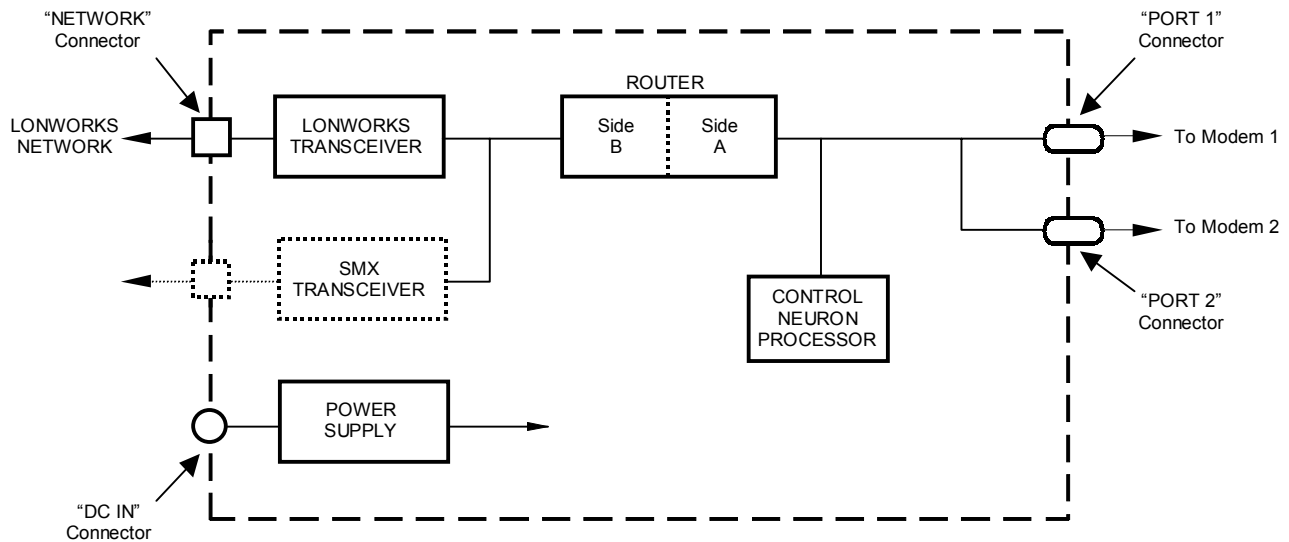 “NETWORK”
Connector
“PORT 1”
Connector
ROUTER
LONWORKS
NETWORK
LONWORKS
TRANSCEIVER
Side
B
Side
A
To Modem 1
To Modem 2
SMX
TRANSCEIVER
CONTROL
NEURON
PROCESSOR
“PORT 2”
Connector
POWER
SUPPLY
“DC IN”
Connector